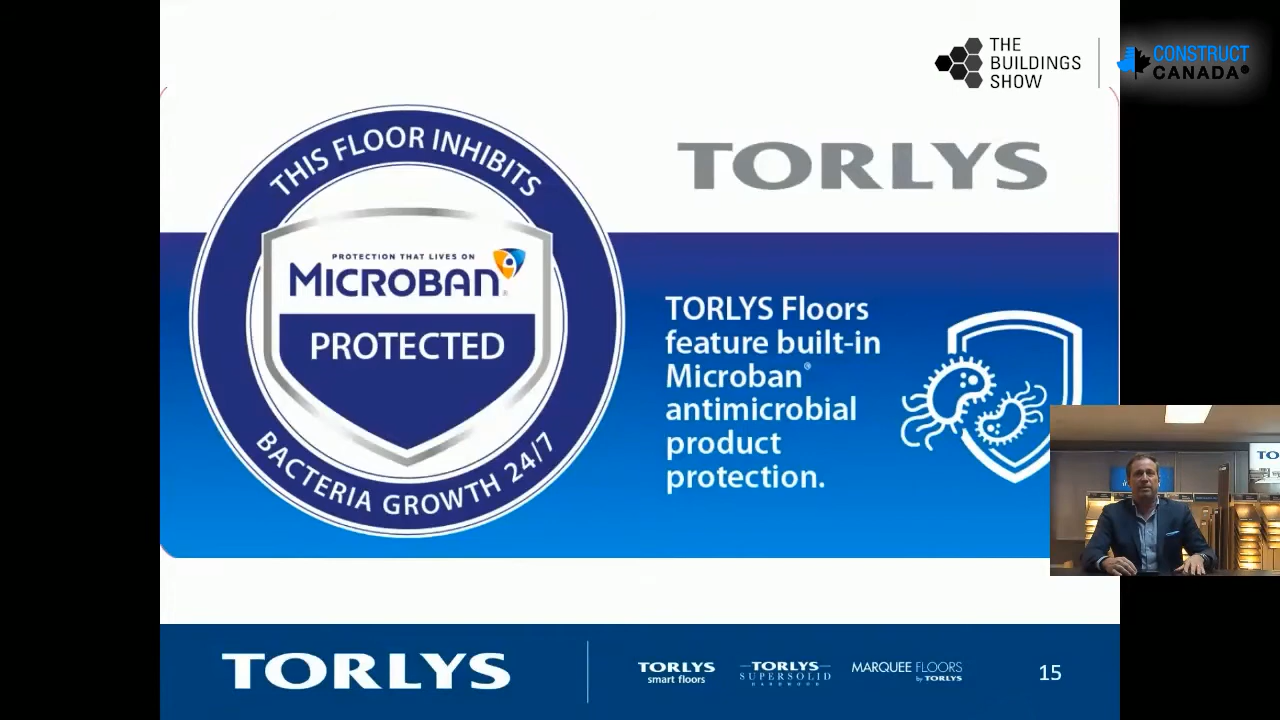 THE
BUILDINGS
SHOW
CONSTRUCT
CANADA
TORLYS
THIS FLOOR INHIBITS
PROTECTION THAT LIVES ON
MICROBAN®
PROTECTED
BACTERIA GROWTH 24/7
TORLYS Floors
feature built-in
Microban®
antimicrobial
product
protection.
TO
TORLYS
TORLYS
smart floors
TORLYS
SUPERSOLID
HARDWOOD
MARQUEE FLOORS
by TORLYS
15